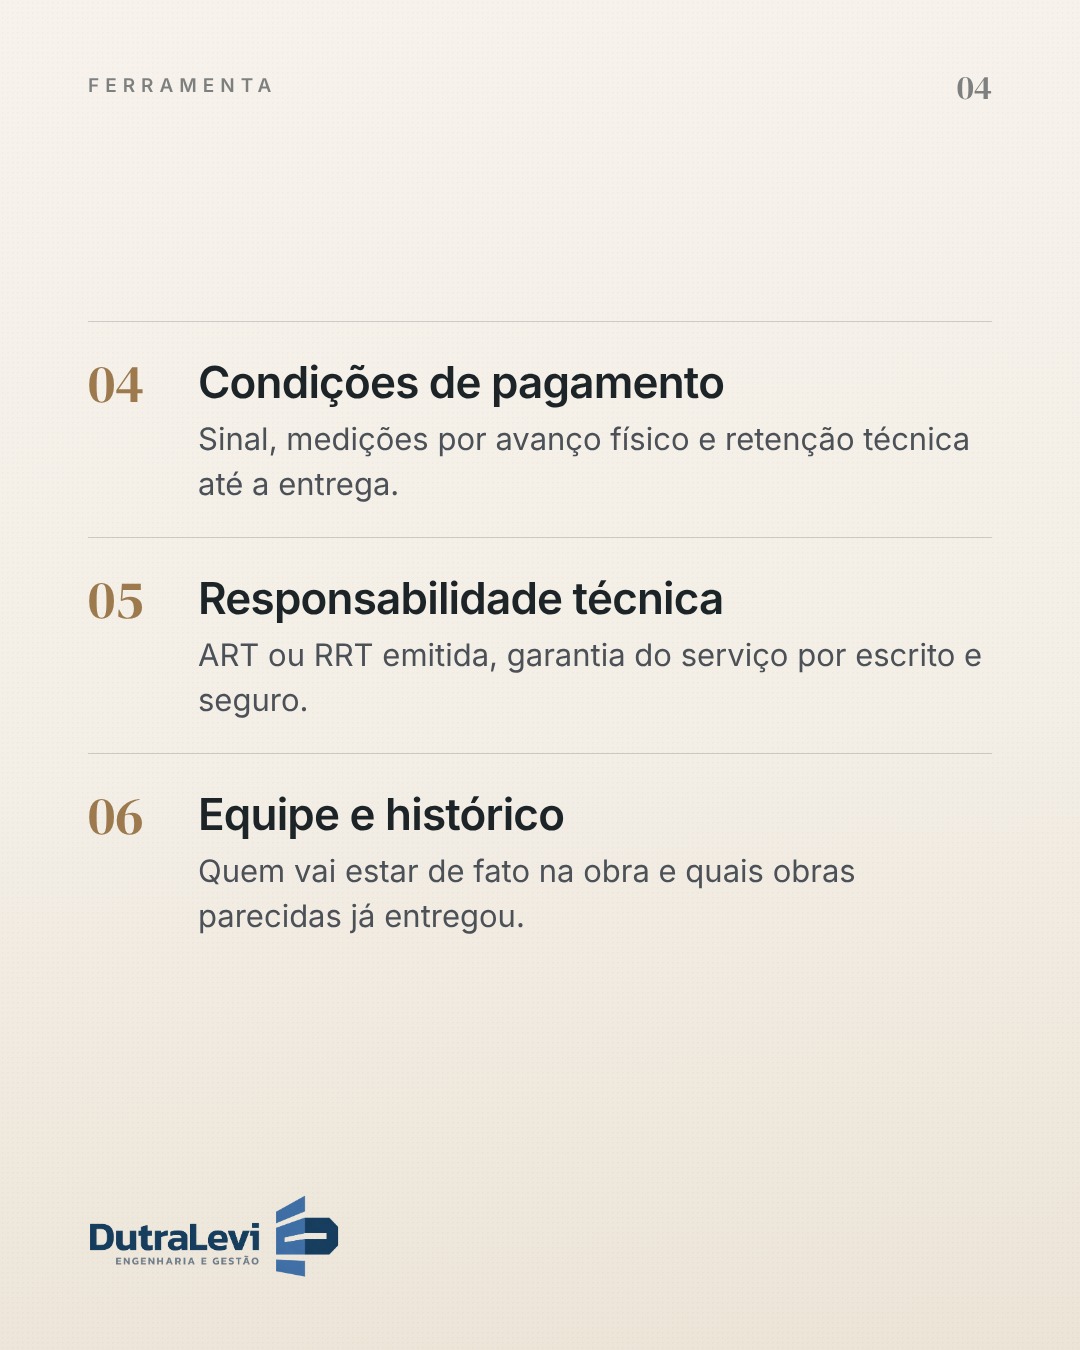 FERRAMENTA
04
04
Condições de pagamento
Sinal, medições por avanço físico e retenção técnica
até a entrega.
05
Responsabilidade técnica
ART ou RRT emitida, garantia do serviço por escrito e
seguro.
06
Equipe e histórico
Quem vai estar de fato na obra e quais obras
parecidas já entregou.
DutraLevi
ENGENHARIA E GESTÃO